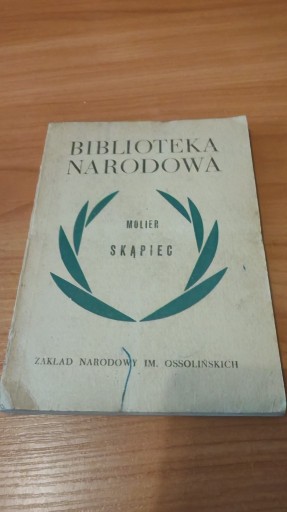 BIBLIOTEKA
NARODOWA
MOLIER
SKĄPIEC
ZAKŁAD NARODOWY IM. OSSOLIŃSKICH